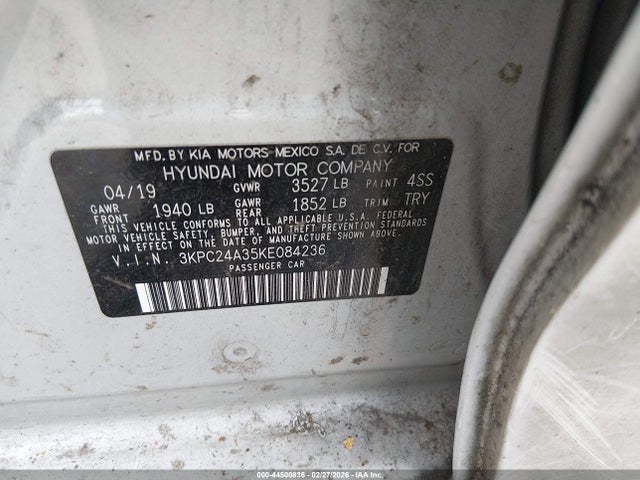 MFD. BY KIA MOTORS MEXICO S.A. DE C.V. FOR
HYUNDAI MOTOR COMPANY
04/19 GVWR 3527 LB PAINT 4SS
GAWR FRONT 1940 LB GAWR REAR 1852 LB TRIM TRY
THIS VEHICLE CONFORMS TO ALL APPLICABLE U.S.A. FEDERAL
MOTOR VEHICLE SAFETY, BUMPER, AND THEFT PREVENTION STANDARDS
IN EFFECT ON THE DATE OF MANUFACTURE SHOWN ABOVE.
V.I.N. 3KPC24A35KE084236
PASSENGER CAR
© - 44500836 - 02/27/2026 - IAA Inc.